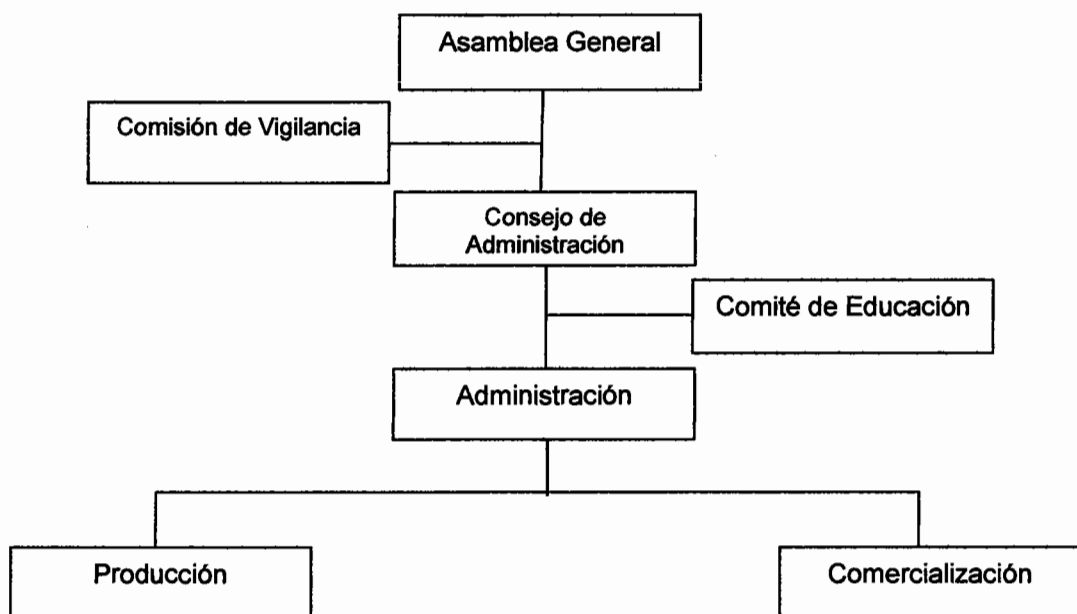 Asamblea General
Comisión de Vigilancia
Consejo de
Administración
Comité de Educación
Administración
Producción
Comercialización